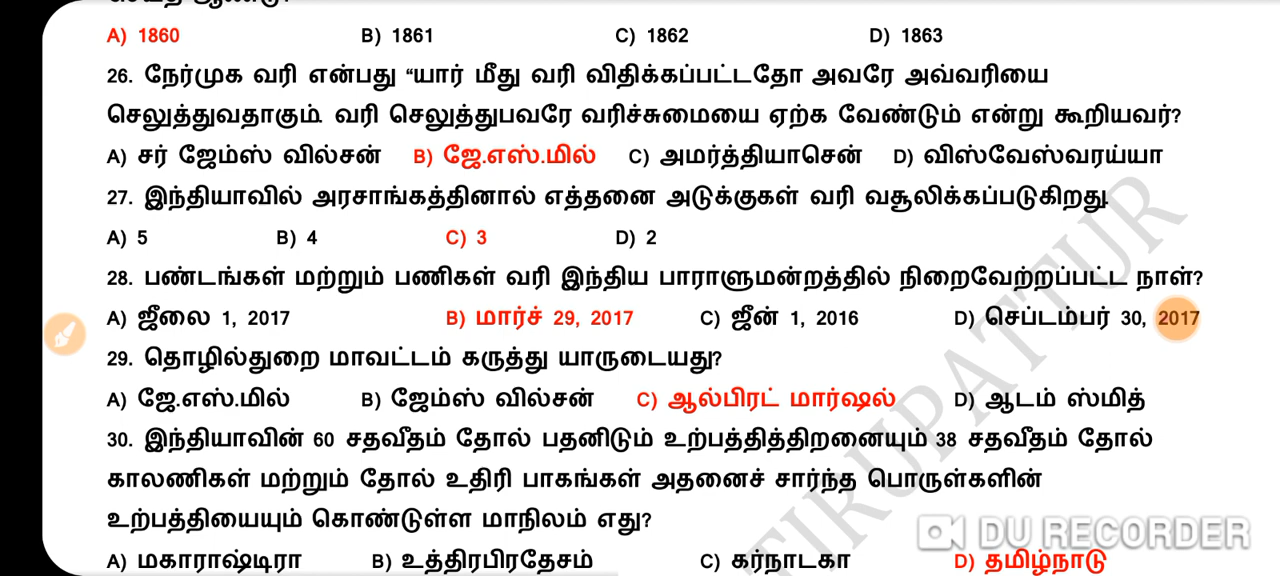 A) 1860 B) 1861 C) 1862 D) 1863
26. நேர்முக வரி என்பது “யார் மீது வரி விதிக்கப்பட்டதோ அவரே அவ்வரியை
செலுத்துவதாகும். வரி செலுத்துபவரே வரிச்சுமையை ஏற்க வேண்டும் என்று கூறியவர்?
A) சர் ஜேம்ஸ் வில்சன் B) ஜே.எஸ்.மில் C) அமர்த்தியாசென் D) விஸ்வேஸ்வரய்யா
27. இந்தியாவில் அரசாங்கத்தினால் எத்தனை அடுக்குகள் வரி வசூலிக்கப்படுகிறது.
A) 5 B) 4 C) 3 D) 2
28. பண்டங்கள் மற்றும் பணிகள் வரி இந்திய பாராளுமன்றத்தில் நிறைவேற்றப்பட்ட நாள்?
A) ஜீலை 1, 2017 B) மார்ச் 29, 2017 C) ஜீன் 1, 2016 D) செப்டம்பர் 30, 2017
29. தொழில்துறை மாவட்டம் கருத்து யாருடையது?
A) ஜே.எஸ்.மில் B) ஜேம்ஸ் வில்சன் C) ஆல்பிரட் மார்ஷல் D) ஆடம் ஸ்மித்
30. இந்தியாவின் 60 சதவீதம் தோல் பதனிடும் உற்பத்தித்திறனையும் 38 சதவீதம் தோல்
காலணிகள் மற்றும் தோல் உதிரி பாகங்கள் அதனைச் சார்ந்த பொருள்களின்
உற்பத்தியையும் கொண்டுள்ள மாநிலம் எது?
A) மகாராஷ்டிரா B) உத்திரபிரதேசம் C) கர்நாடகா D) தமிழ்நாடு
TIRUPATTUR
DU RECORDER